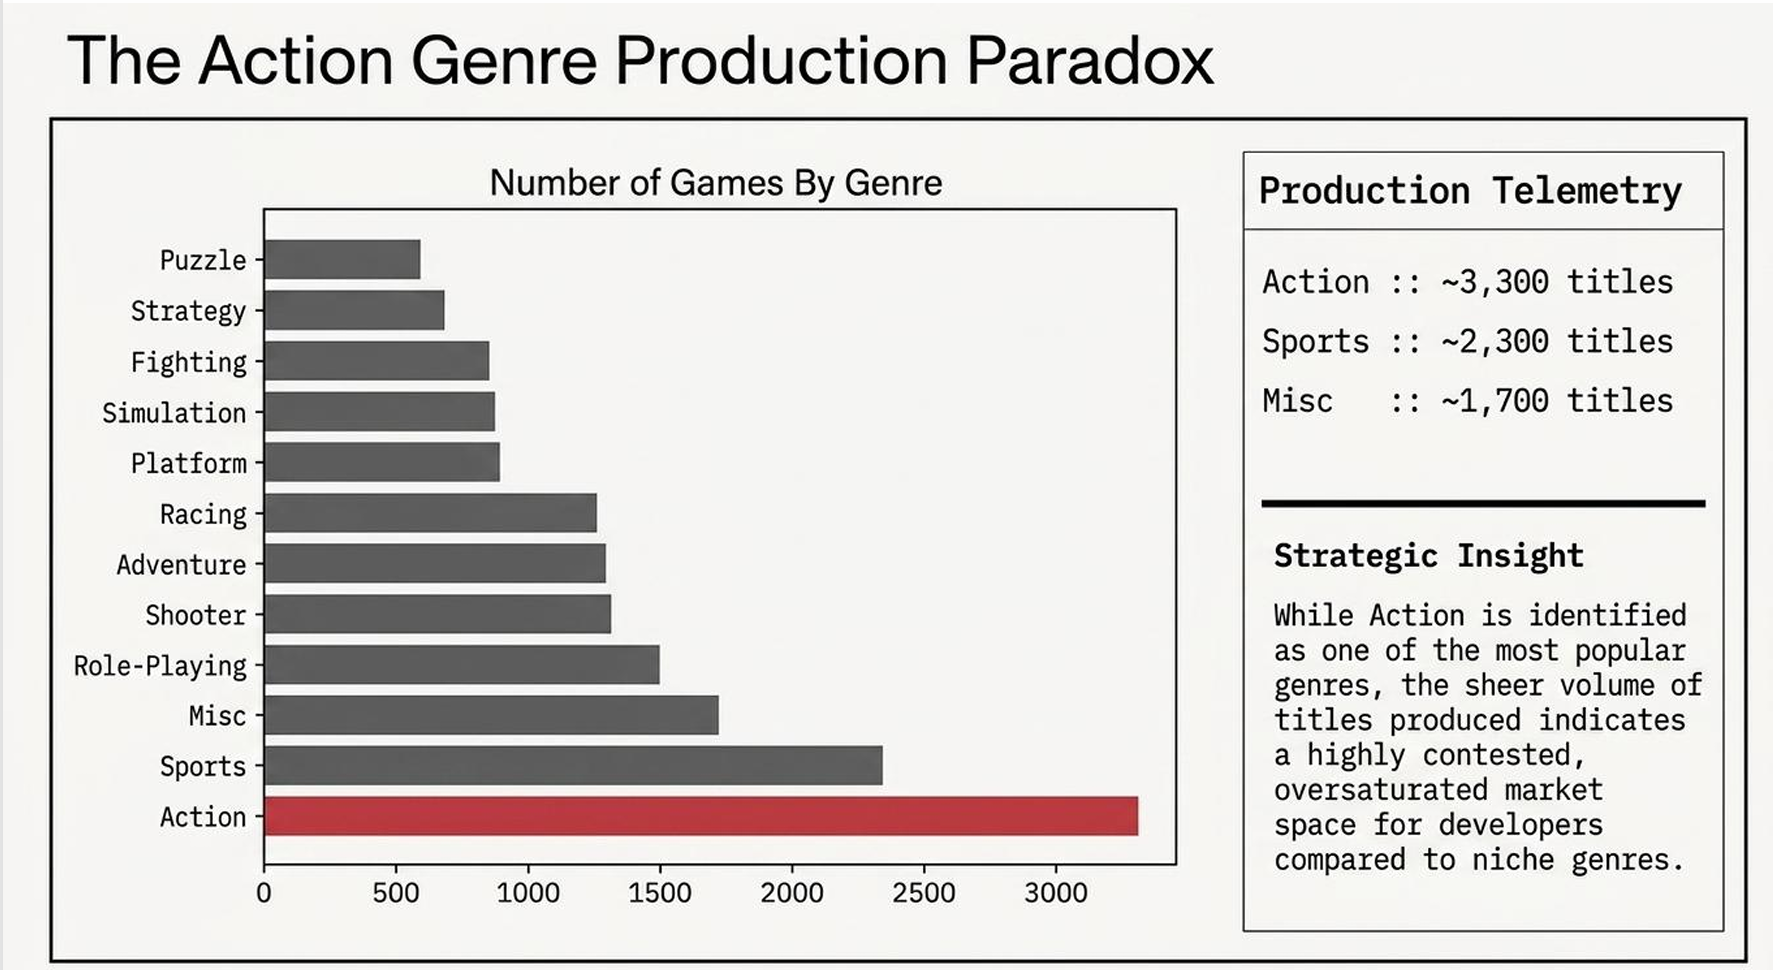 The Action Genre Production Paradox
Number of Games By Genre
Puzzle
Strategy
Fighting
Simulation
Platform
Racing
Adventure
Shooter
Role-Playing
Misc
Sports
Action
0 500 1000 1500 2000 2500 3000
Production Telemetry
Action :: ~3,300 titles
Sports :: ~2,300 titles
Misc :: ~1,700 titles
Strategic Insight
While Action is identified
as one of the most popular
genres, the sheer volume of
titles produced indicates
a highly contested,
oversaturated market
space for developers
compared to niche genres.